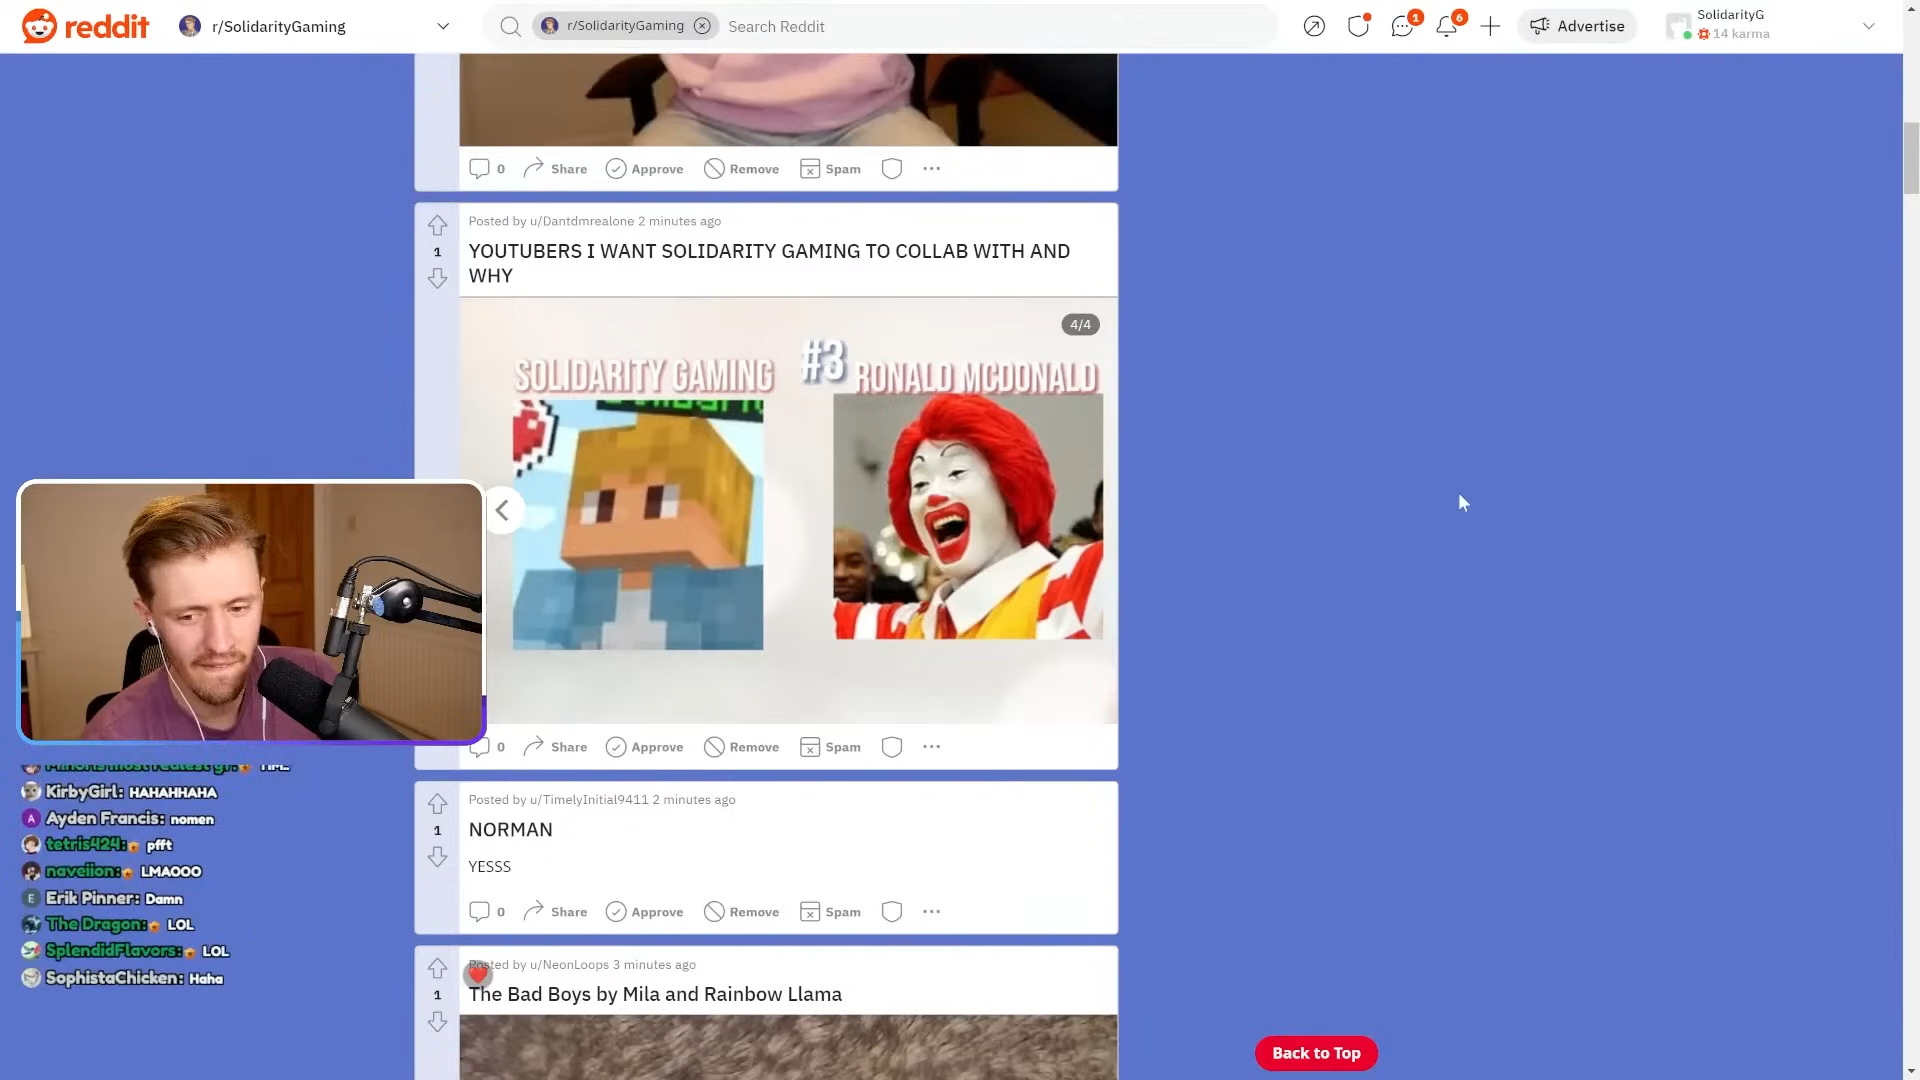 reddit
r/SolidarityGaming
r/SolidarityGaming
Search Reddit
1
6
Advertise
SolidarityG
14 karma
0 Share Approve Remove Spam
Posted by u/Dantdmrealone 2 minutes ago
1
YOUTUBERS I WANT SOLIDARITY GAMING TO COLLAB WITH AND
WHY
4/4
SOLIDARITY GAMING
#3 RONALD MCDONALD
0 Share Approve Remove Spam
KirbyGirl: HAHAHHAHA
Ayden Francis: nomen
tetris424: pfft
naveiion: LMAOOO
Erik Pinner: Damn
The Dragon: LOL
SplendidFlavors: LOL
SophistaChicken: Haha
Posted by u/TimelyInitial9411 2 minutes ago
1
NORMAN
YESSS
0 Share Approve Remove Spam
Posted by u/NeonLoops 3 minutes ago
1
The Bad Boys by Mila and Rainbow Llama
Back to Top